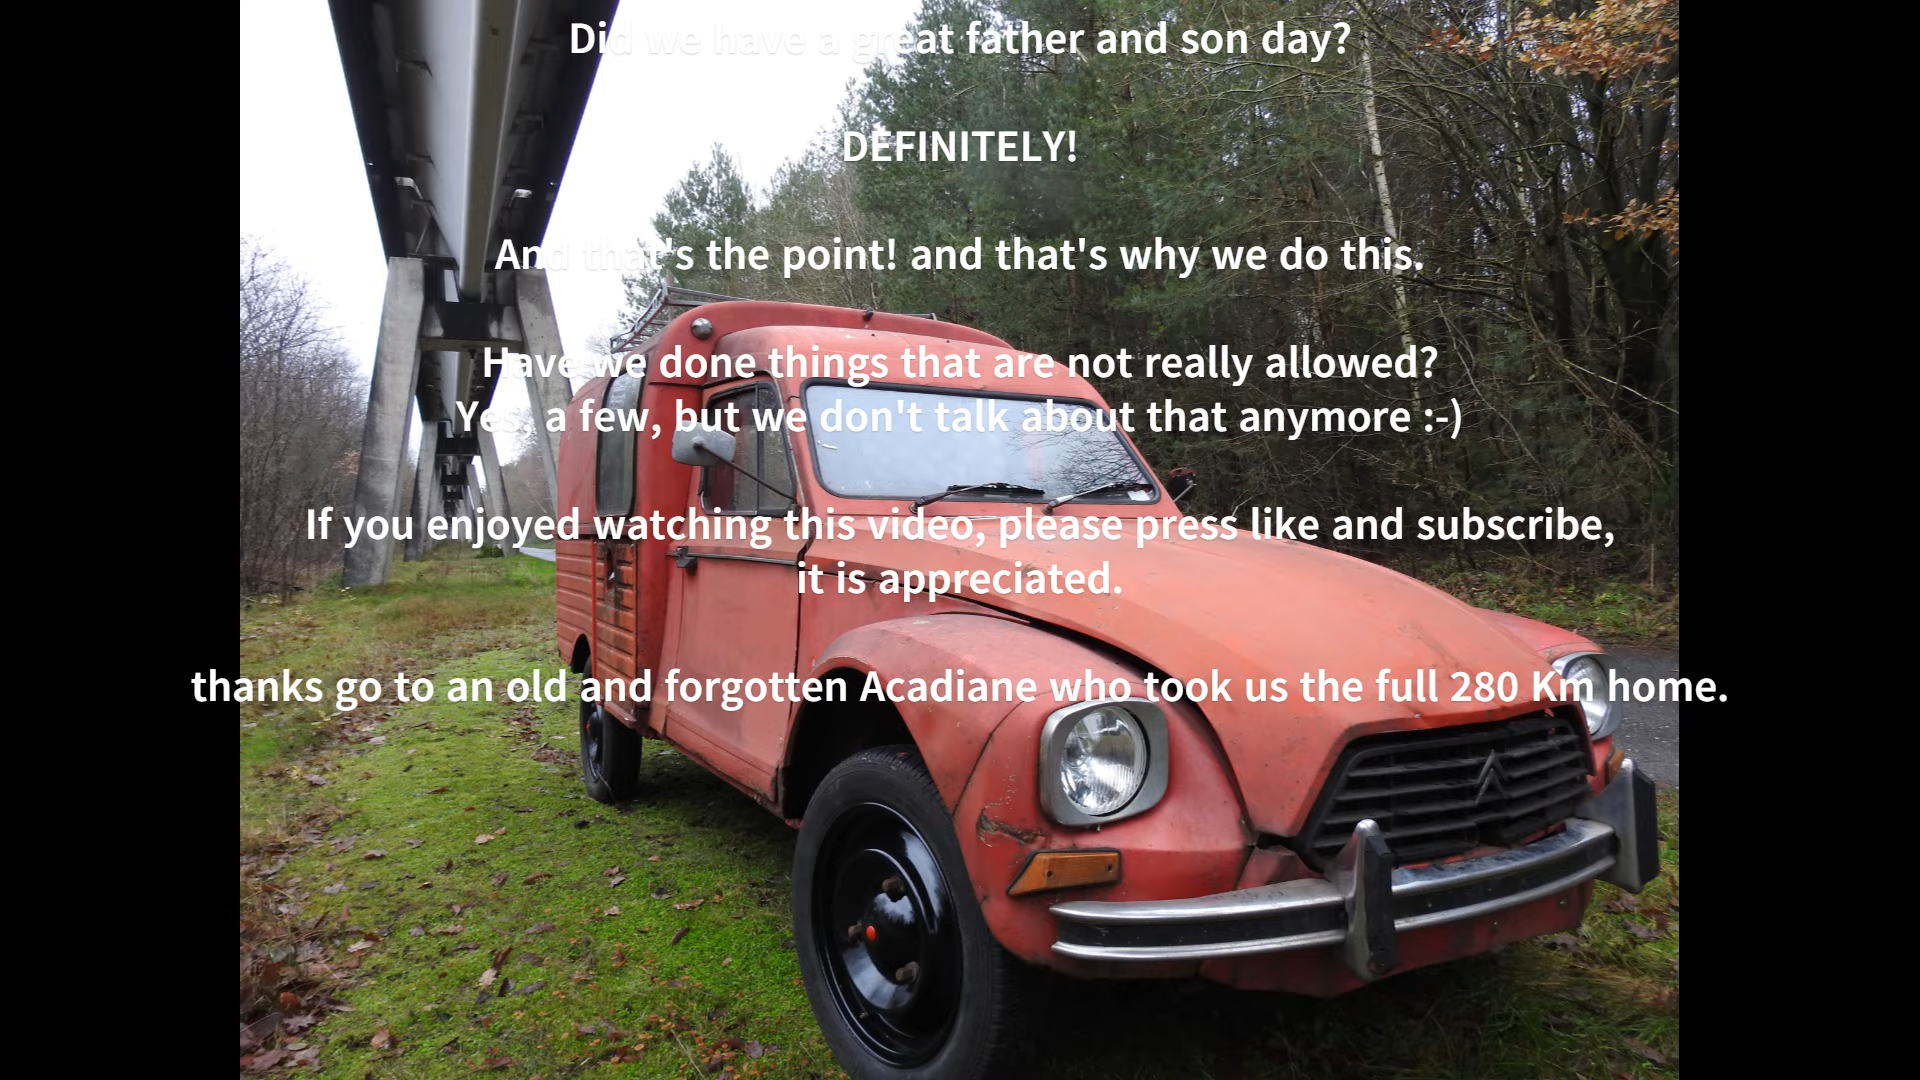 Did we have a great father and son day?
DEFINITELY!
And that's the point! and that's why we do this.
Have we done things that are not really allowed?
Yes, a few, but we don't talk about that anymore :-)
If you enjoyed watching this video, please press like and subscribe,
it is appreciated.
thanks go to an old and forgotten Acadiane who took us the full 280 Km home.